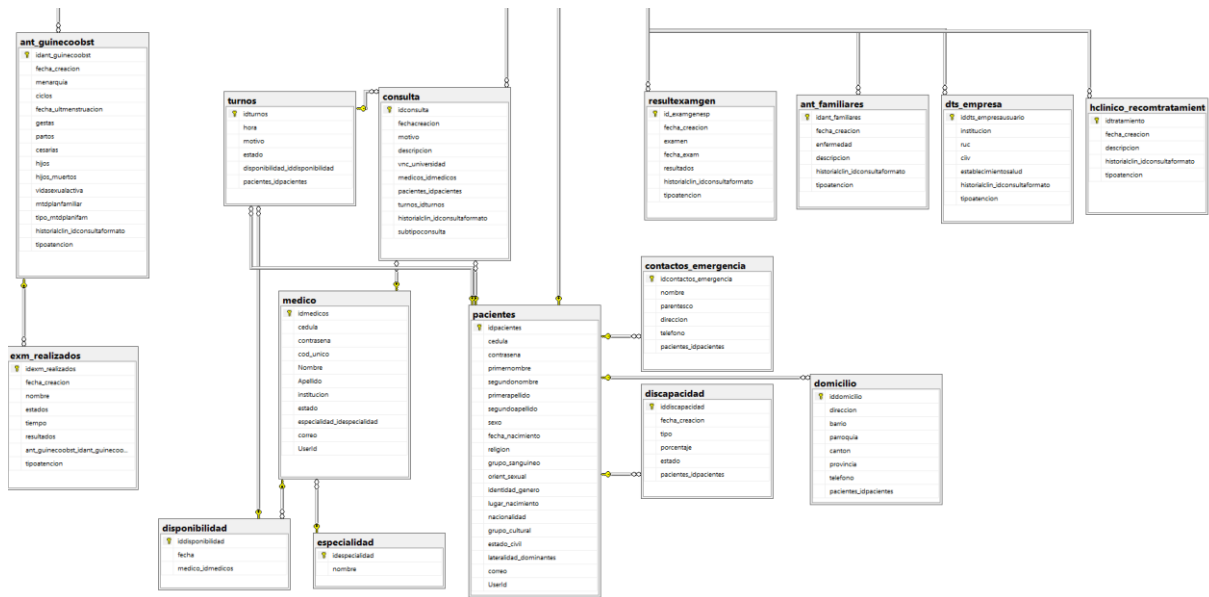 ant_guinecoobst
idant_guinecoobst
fecha_creacion
menarquia
ciclos
fecha_ultmenstruacion
gestas
partos
cesarias
hijos
hijos_muertos
vidasexualactiva
mtdplanfamiliar
tipo_mtdplanifam
historialclin_idconsultaformato
tipoatencion
exm_realizados
idexm_realizados
fecha_creacion
nombre
estados
tiempo
resultados
ant_guinecoobst_idant_guinecoo...
tipoatencion
turnos
idturnos
hora
motivo
estado
disponibilidad_iddisponibilidad
pacientes_idpacientes
consulta
idconsulta
fechacreacion
motivo
descripcion
vnc_universidad
medicos_idmedicos
pacientes_idpacientes
turnos_idturnos
historialclin_idconsultaformato
subtipoconsulta
medico
idmedicos
cedula
contrasena
cod_unico
Nombre
Apellido
institucion
estado
especialidad_idespecialidad
correo
UserId
disponibilidad
iddisponibilidad
fecha
medico_idmedicos
especialidad
idespecialidad
nombre
pacientes
idpacientes
cedula
contrasena
primernombre
segundonombre
primerapellido
segundoapellido
sexo
fecha_nacimiento
religion
grupo_sanguineo
orient_sexual
identidad_genero
lugar_nacimiento
nacionalidad
grupo_cultural
estado_civil
lateralidad_dominantes
correo
UserId
resultexamgen
id_examgenesp
fecha_creacion
examen
fecha_exam
resultados
historialclin_idconsultaformato
tipoatencion
ant_familiares
idant_familiares
fecha_creacion
enfermedad
descripcion
historialclin_idconsultaformato
tipoatencion
dts_empresa
iddts_empresausuario
institucion
ruc
ciiv
establecimientosalud
historialclin_idconsultaformato
tipoatencion
hclinico_recomtratamient
idtratamiento
fecha_creacion
descripcion
historialclin_idconsultaformato
tipoatencion
contactos_emergencia
idcontactos_emergencia
nombre
parentesco
direccion
telefono
pacientes_idpacientes
discapacidad
iddiscapacidad
fecha_creacion
tipo
porcentaje
estado
pacientes_idpacientes
domicilio
iddomicilio
direccion
barrio
parroquia
canton
provincia
telefono
pacientes_idpacientes